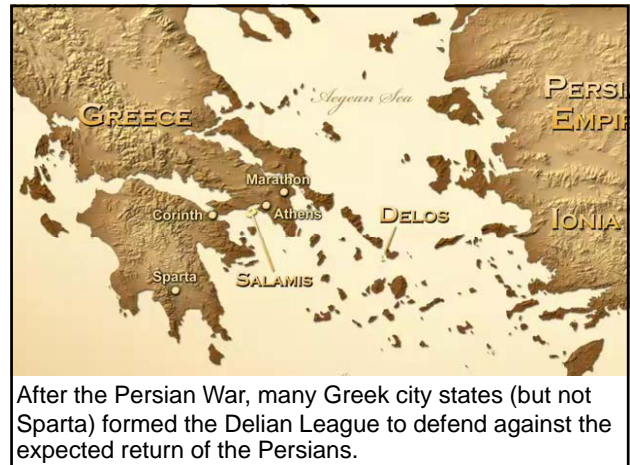 Aegean Sea
PERSI
EMPIR
GREECE
Marathon
Corinth
Athens
DELOS
IONIA
Sparta
SALAMIS
After the Persian War, many Greek city states (but not
Sparta) formed the Delian League to defend against the
expected return of the Persians.